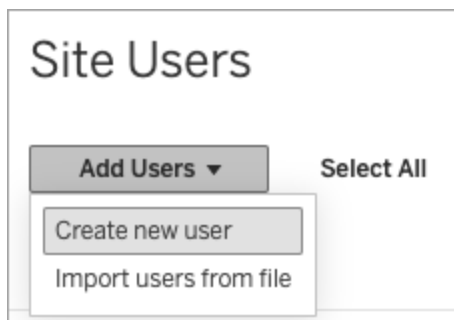 Site Users
Add Users ▾ Select All
Create new user
Import users from file